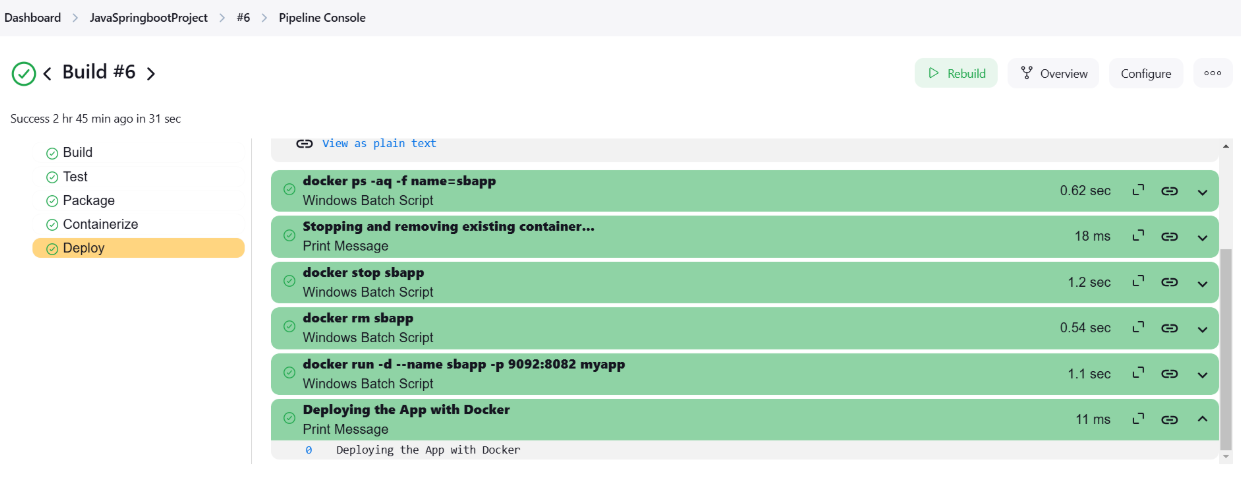 Dashboard > JavaSpringbootProject > #6 > Pipeline Console
Build #6
Rebuild
Overview
Configure
Success 2 hr 45 min ago in 31 sec
Build
Test
Package
Containerize
Deploy
View as plain text
docker ps -aq -f name=sbapp
Windows Batch Script
0.62 sec
Stopping and removing existing container...
Print Message
18 ms
docker stop sbapp
Windows Batch Script
1.2 sec
docker rm sbapp
Windows Batch Script
0.54 sec
docker run -d --name sbapp -p 9092:8082 myapp
Windows Batch Script
1.1 sec
Deploying the App with Docker
Print Message
11 ms
0 Deploying the App with Docker